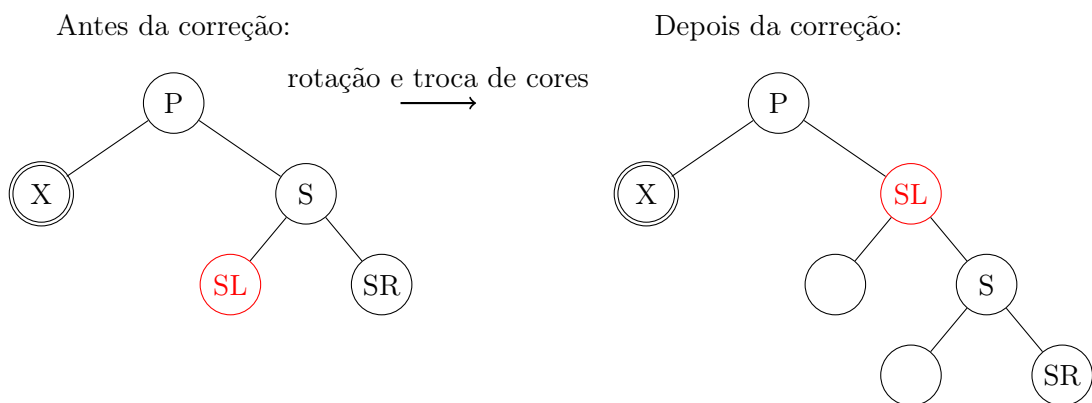 Antes da correção:
Depois da correção:
rotação e troca de cores
P
P
X
S
X
SL
SL
SR
S
SR